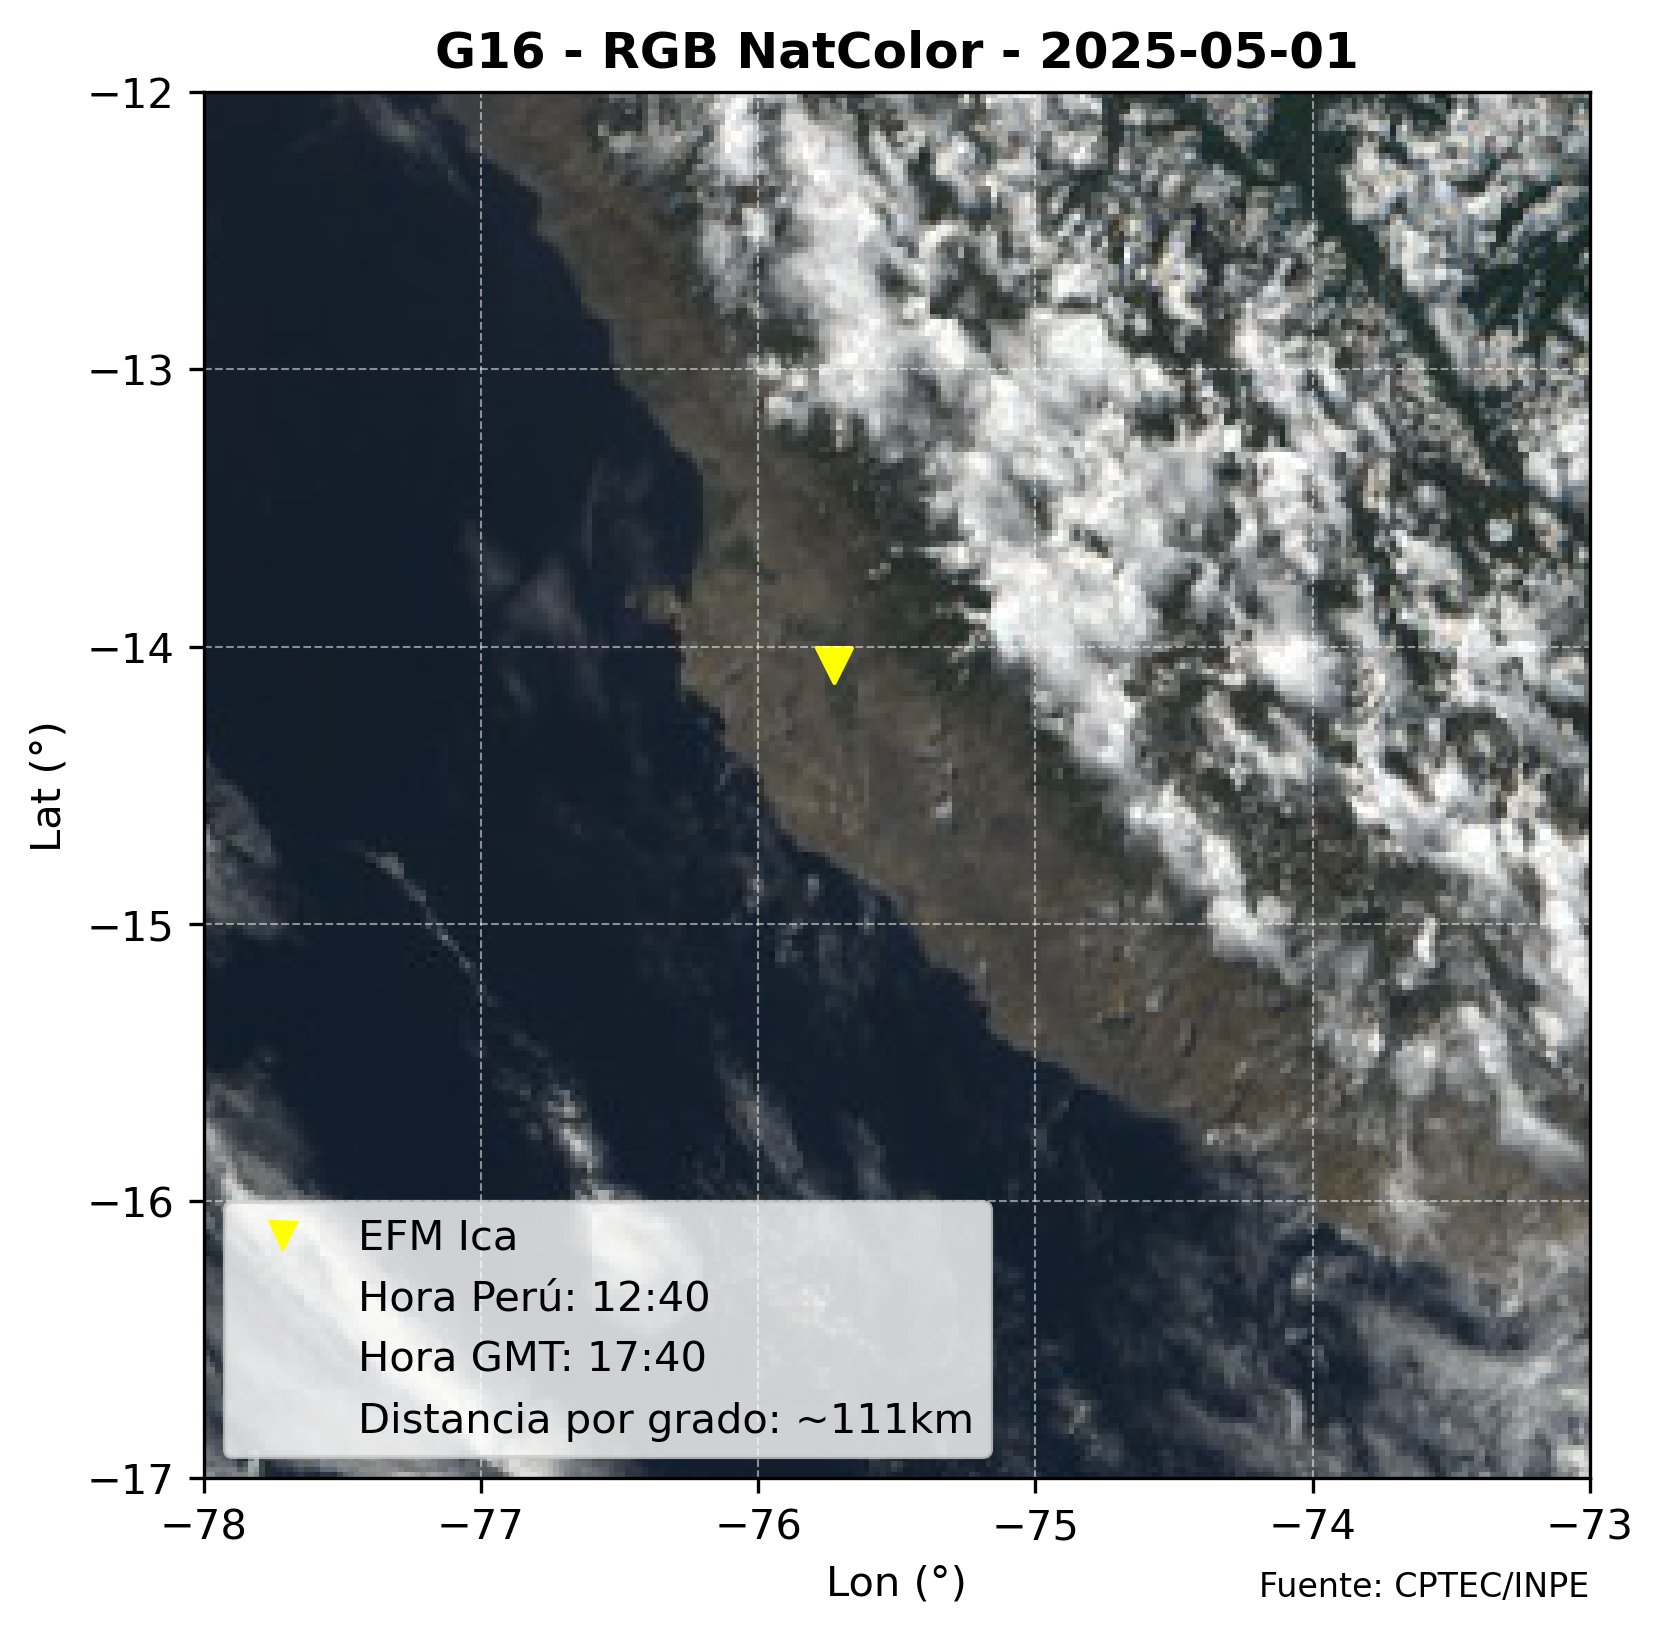 G16 - RGB NatColor - 2025-05-01
−12
−13
−14
−15
−16
−17
Lat (°)
EFM Ica
Hora Perú: 12:40
Hora GMT: 17:40
Distancia por grado: ~111km
−78
−77
−76
−75
−74
−73
Lon (°)
Fuente: CPTEC/INPE